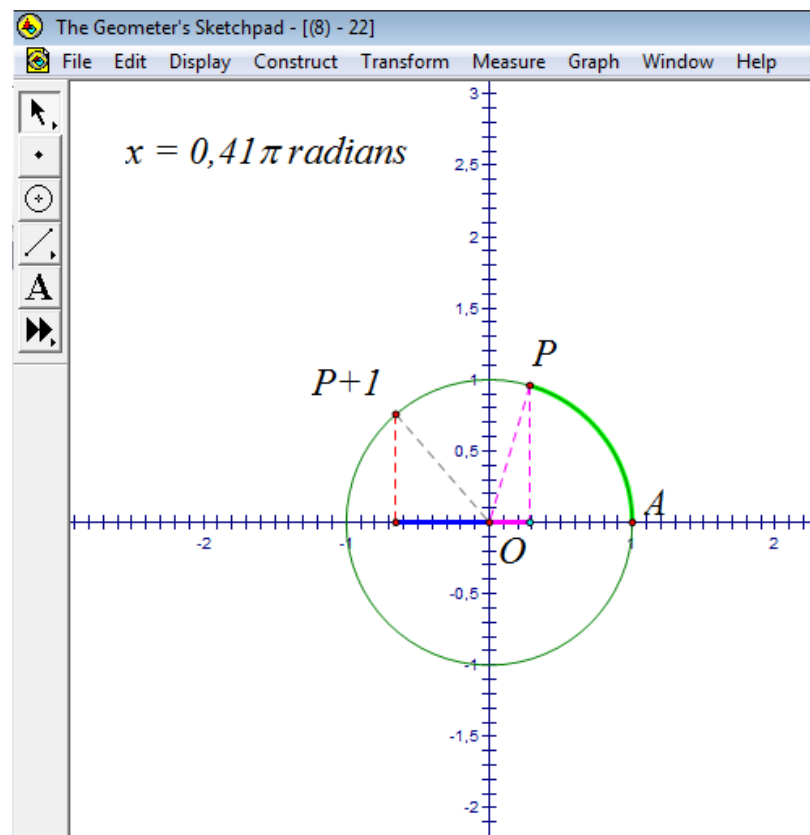 The Geometer's Sketchpad - [(8) - 22]
File Edit Display Construct Transform Measure Graph Window Help
3
x = 0,41π radians
2,5
2
1,5
P
P+1
1
0,5
A
-2
-1
O
1
2
-0,5
-1
-1,5
-2
A